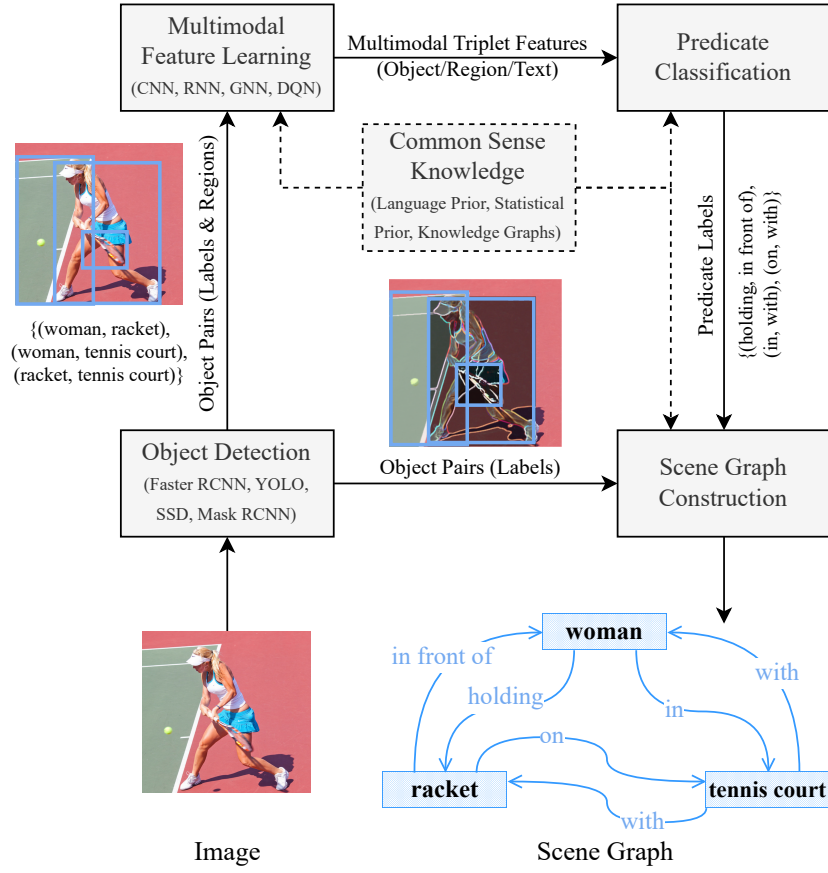 Multimodal
Feature Learning
(CNN, RNN, GNN, DQN)
Multimodal Triplet Features
(Object/Region/Text)
Predicate
Classification
Common Sense
Knowledge
(Language Prior, Statistical
Prior, Knowledge Graphs)
{(woman, racket),
(woman, tennis court),
(racket, tennis court)}
Object Pairs (Labels & Regions)
Predicate Labels
{(holding, in front of),
(in, with), (on, with)}
Object Detection
(Faster RCNN, YOLO,
SSD, Mask RCNN)
Object Pairs (Labels)
Scene Graph
Construction
woman
in front of
with
holding
in
on
racket
tennis court
with
Image
Scene Graph